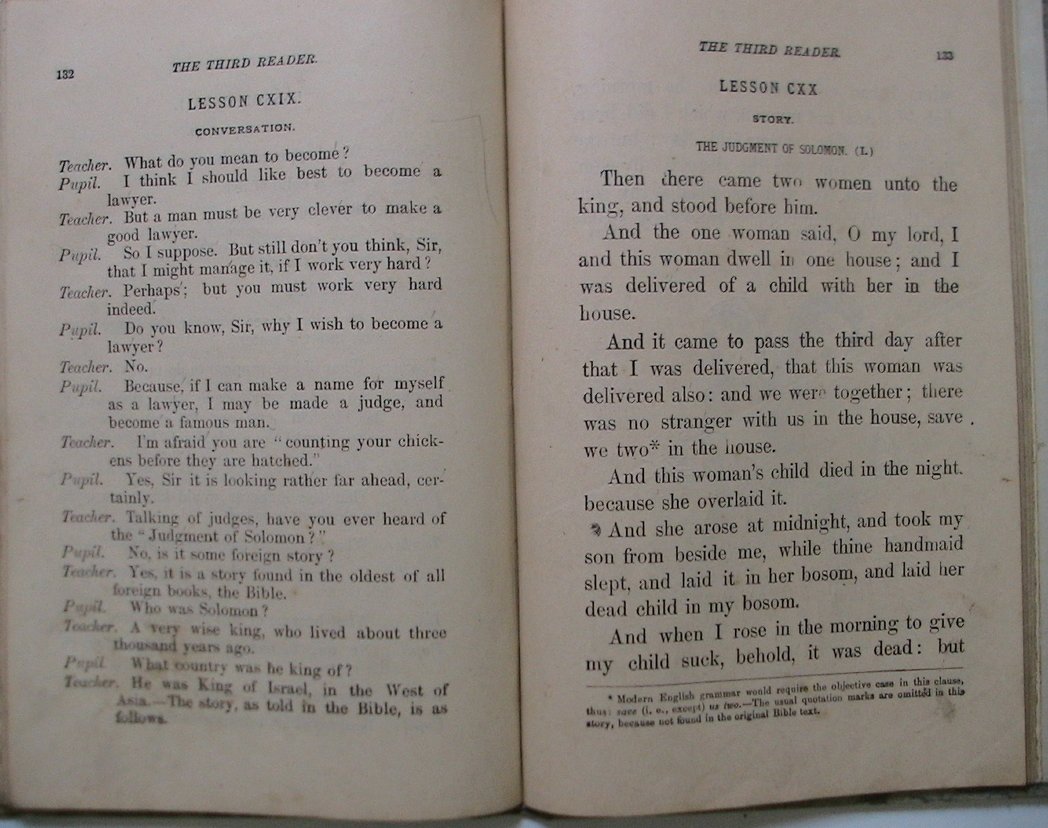 132
THE THIRD READER.
LESSON CXIX.
CONVERSATION.
Teacher. What do you mean to become?
Pupil. I think I should like best to become a
lawyer.
Teacher. But a man must be very clever to make a
good lawyer.
Pupil. So I suppose. But still don't you think, Sir,
that I might manage it, if I work very hard?
Teacher. Perhaps; but you must work very hard
indeed.
Pupil. Do you know, Sir, why I wish to become a
lawyer?
Teacher. No.
Pupil. Because, if I can make a name for myself
as a lawyer, I may be made a judge, and
become a famous man.
Teacher. I'm afraid you are "counting your chick-
ens before they are hatched."
Pupil. Yes, Sir it is looking rather far ahead, cer-
tainly.
Teacher. Talking of judges, have you ever heard of
the "Judgment of Solomon?"
Pupil. No, is it some foreign story?
Teacher. Yes, it is a story found in the oldest of all
foreign books, the Bible.
Pupil. Who was Solomon?
Teacher. A very wise king, who lived about three
thousand years ago.
Pupil. What country was he king of?
Teacher. He was King of Israel, in the West of
Asia.—The story, as told in the Bible, is as
follows.
THE THIRD READER.
133
LESSON CXX
STORY.
THE JUDGMENT OF SOLOMON. (I.)
Then there came two women unto the
king, and stood before him.
And the one woman said, O my lord, I
and this woman dwell in one house; and I
was delivered of a child with her in the
house.
And it came to pass the third day after
that I was delivered, that this woman was
delivered also: and we were together; there
was no stranger with us in the house, save
we two* in the house.
And this woman's child died in the night.
because she overlaid it.
And she arose at midnight, and took my
son from beside me, while thine handmaid
slept, and laid it in her bosom, and laid her
dead child in my bosom.
And when I rose in the morning to give
my child suck, behold, it was dead: but
* Modern English grammar would require the objective case in this clause,
thus: save (i. e., except) us two.—The usual quotation marks are omitted in this
story, because not found in the original Bible text.